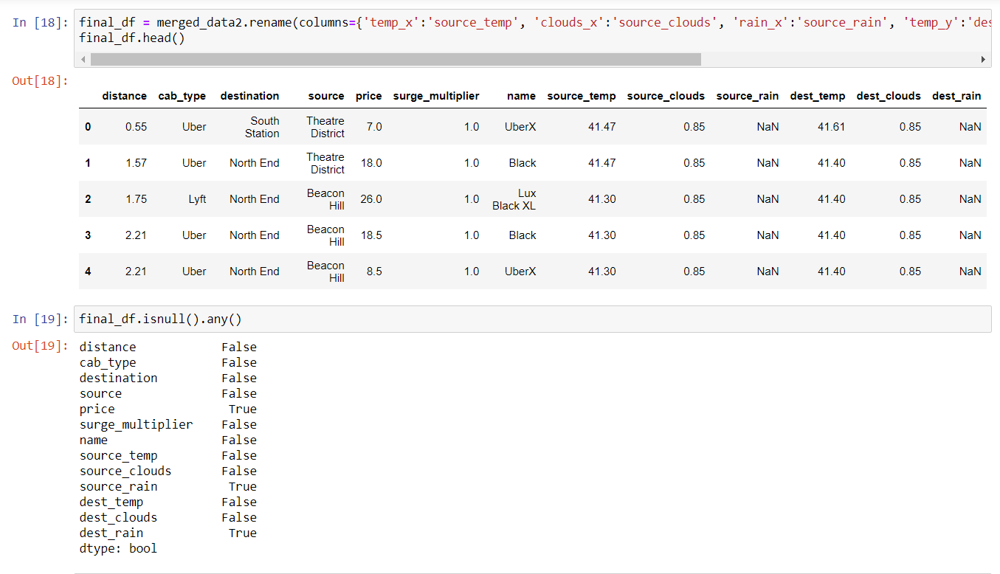 In [18]: final_df = merged_data2.rename(columns={'temp_x':'source_temp', 'clouds_x':'source_clouds', 'rain_x':'source_rain', 'temp_y':'des
final_df.head()
Out[18]:
distance cab_type destination source price surge_multiplier name source_temp source_clouds source_rain dest_temp dest_clouds dest_rain
0 0.55 Uber South Station Theatre District 7.0 1.0 UberX 41.47 0.85 NaN 41.61 0.85 NaN
1 1.57 Uber North End Theatre District 18.0 1.0 Black 41.47 0.85 NaN 41.40 0.85 NaN
2 1.75 Lyft North End Beacon Hill 26.0 1.0 Lux Black XL 41.30 0.85 NaN 41.40 0.85 NaN
3 2.21 Uber North End Beacon Hill 18.5 1.0 Black 41.30 0.85 NaN 41.40 0.85 NaN
4 2.21 Uber North End Beacon Hill 8.5 1.0 UberX 41.30 0.85 NaN 41.40 0.85 NaN
In [19]: final_df.isnull().any()
Out[19]: distance False
cab_type False
destination False
source False
price True
surge_multiplier False
name False
source_temp False
source_clouds False
source_rain True
dest_temp False
dest_clouds False
dest_rain True
dtype: bool